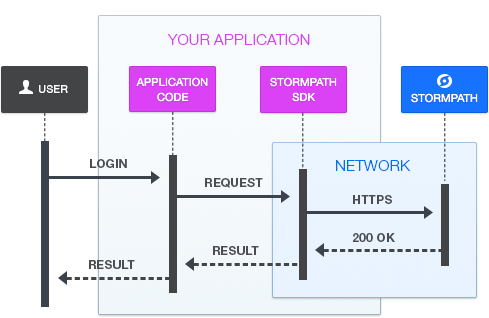 YOUR APPLICATION
USER
APPLICATION
CODE
STORMPATH
SDK
STORMPATH
NETWORK
LOGIN
REQUEST
HTTPS
200 OK
RESULT
RESULT